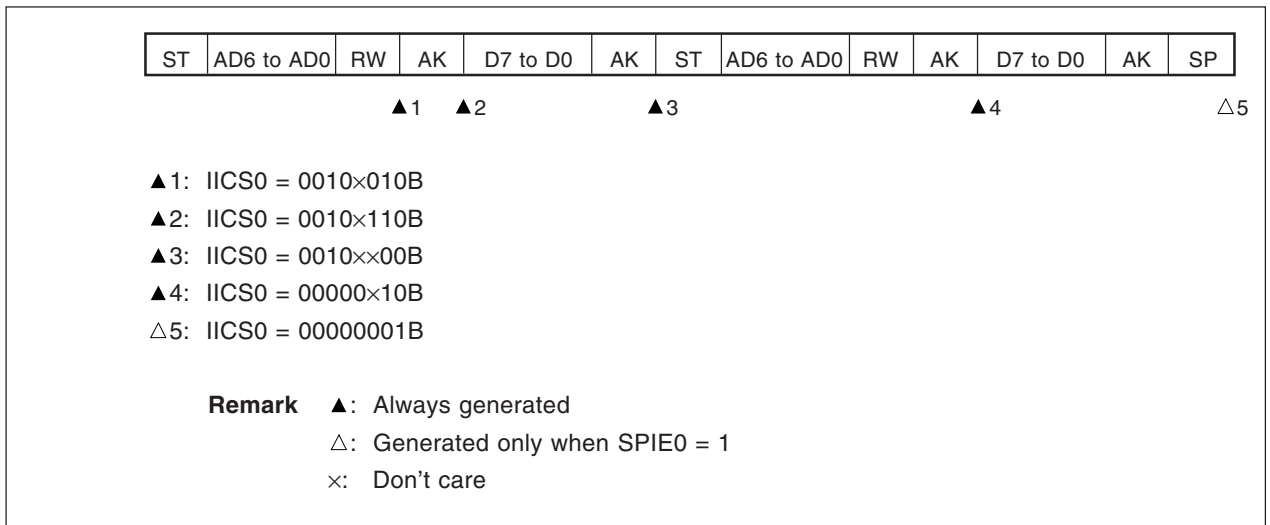 ST AD6 to AD0 RW AK D7 to D0 AK ST AD6 to AD0 RW AK D7 to D0 AK SP
▲1 ▲2 ▲3 ▲4 △5
▲1: IICS0 = 0010×010B
▲2: IICS0 = 0010×110B
▲3: IICS0 = 0010××00B
▲4: IICS0 = 00000×10B
△5: IICS0 = 00000001B
Remark ▲: Always generated
△: Generated only when SPIE0 = 1
×: Don't care